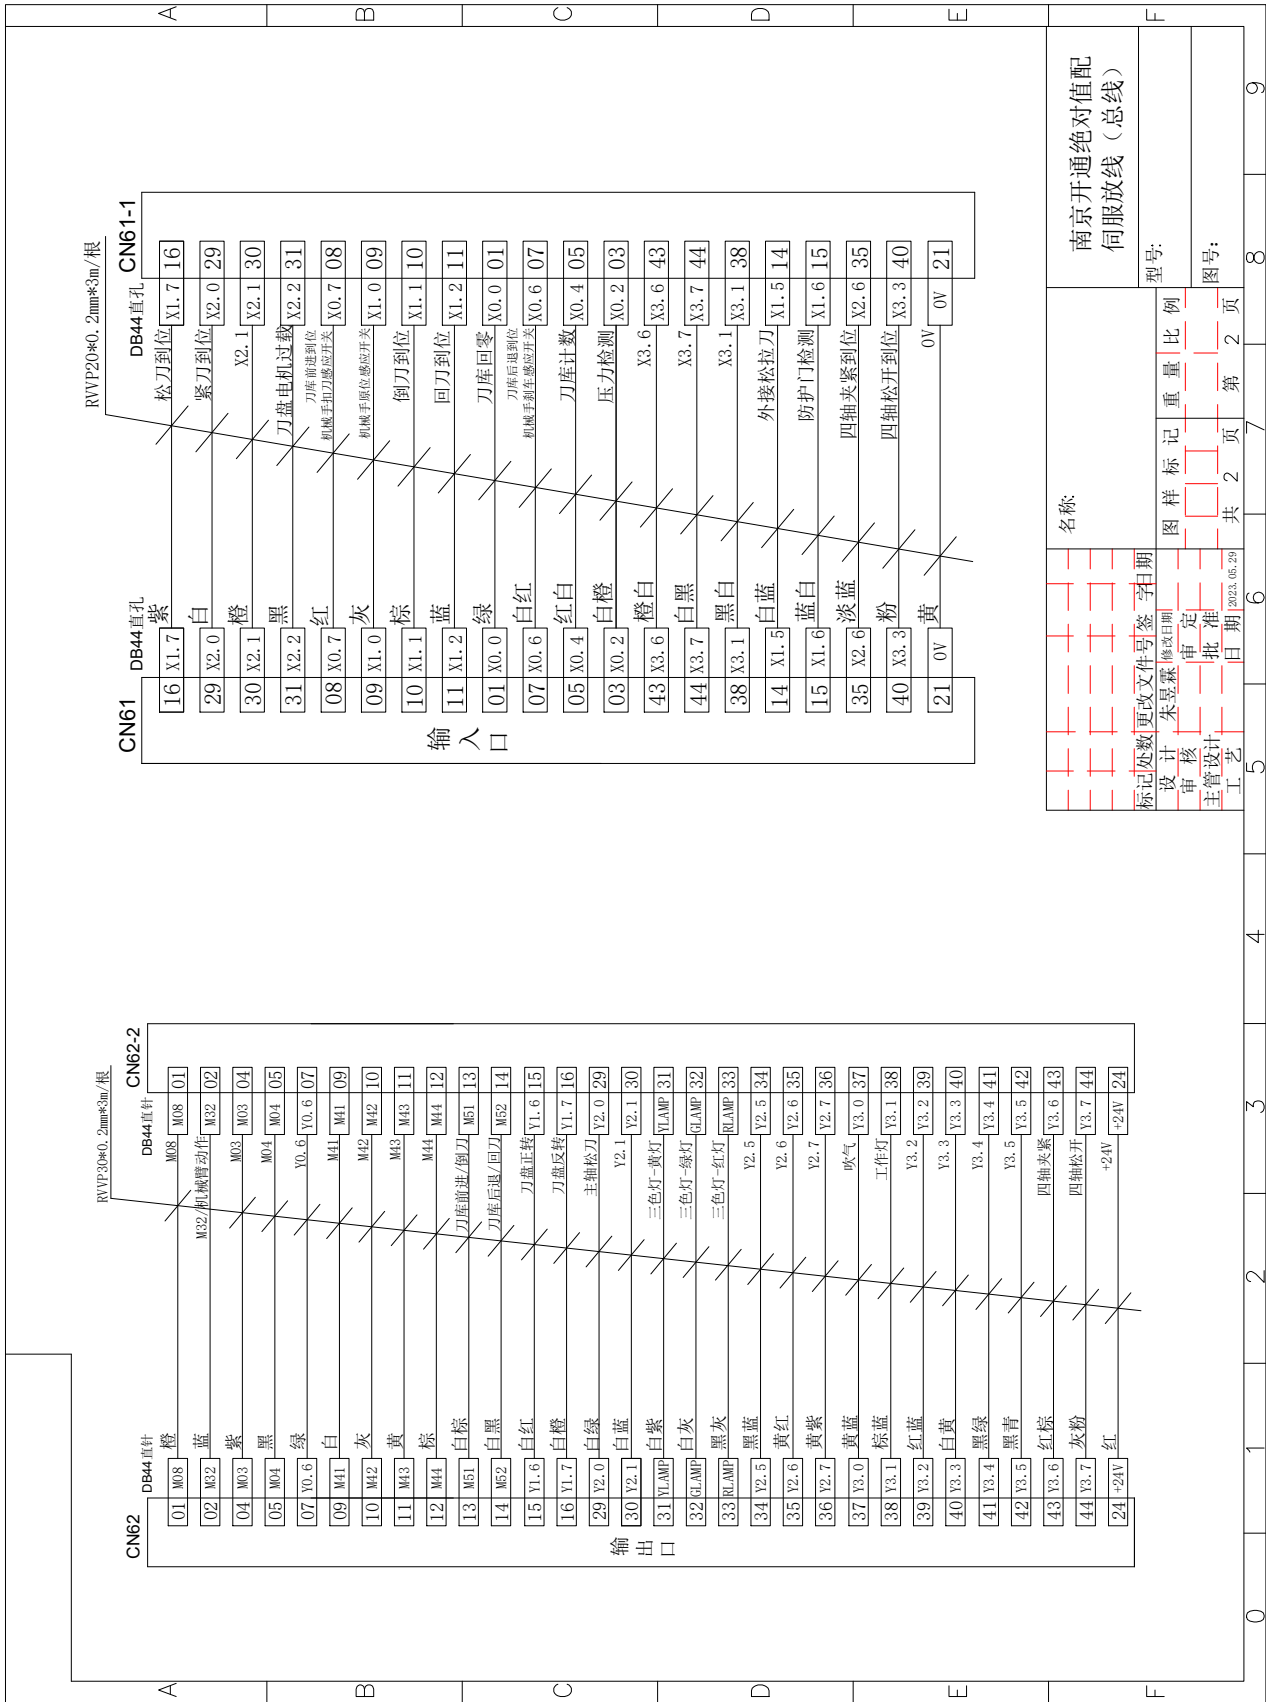 A
B
C
D
E
F
RVVP30*0.2mm*3m/根
CN62
DB44直针
DB44直针
CN62-2
输出口
01 M08 橙 M08 M08 01
02 M32 蓝 M32/机械臂动作 M32 02
04 M03 紫 M03 M03 04
05 M04 黑 M04 M04 05
07 Y0.6 绿 Y0.6 Y0.6 07
09 M41 白 M41 M41 09
10 M42 灰 M42 M42 10
11 M43 黄 M43 M43 11
12 M44 棕 M44 M44 12
13 M51 白棕 刀库前进/倒刀 M51 13
14 M52 白黑 刀库后退/回刀 M52 14
15 Y1.6 白红 刀盘正转 Y1.6 15
16 Y1.7 白橙 刀盘反转 Y1.7 16
29 Y2.0 白绿 主轴松刀 Y2.0 29
30 Y2.1 白蓝 Y2.1 Y2.1 30
31 YLAMP 白紫 三色灯-黄灯 YLAMP 31
32 GLAMP 白灰 三色灯-绿灯 GLAMP 32
33 RLAMP 黑灰 三色灯-红灯 RLAMP 33
34 Y2.5 黑蓝 Y2.5 Y2.5 34
35 Y2.6 黄红 Y2.6 Y2.6 35
36 Y2.7 黄紫 Y2.7 Y2.7 36
37 Y3.0 黄蓝 吹气 Y3.0 37
38 Y3.1 棕蓝 工作灯 Y3.1 38
39 Y3.2 红蓝 Y3.2 Y3.2 39
40 Y3.3 白黄 Y3.3 Y3.3 40
41 Y3.4 黑绿 Y3.4 Y3.4 41
42 Y3.5 黑青 Y3.5 Y3.5 42
43 Y3.6 红棕 四轴夹紧 Y3.6 43
44 Y3.7 灰粉 四轴松开 Y3.7 44
24 +24V 红 +24V +24V 24
RVVP20*0.2mm*3m/根
CN61
DB44直孔
DB44直孔
CN61-1
输入口
16 X1.7 紫 松刀到位 X1.7 16
29 X2.0 白 紧刀到位 X2.0 29
30 X2.1 橙 X2.1 X2.1 30
31 X2.2 黑 刀盘电机过载 X2.2 31
刀库前进到位
08 X0.7 红 机械手扣刀感应开关 X0.7 08
09 X1.0 灰 机械手原位感应开关 X1.0 09
10 X1.1 棕 倒刀到位 X1.1 10
11 X1.2 蓝 回刀到位 X1.2 11
01 X0.0 绿 刀库回零 X0.0 01
刀库后退到位
07 X0.6 白红 机械手刹车感应开关 X0.6 07
05 X0.4 红白 刀库计数 X0.4 05
03 X0.2 白橙 压力检测 X0.2 03
43 X3.6 橙白 X3.6 X3.6 43
44 X3.7 白黑 X3.7 X3.7 44
38 X3.1 黑白 X3.1 X3.1 38
14 X1.5 白蓝 外接松拉刀 X1.5 14
15 X1.6 蓝白 防护门检测 X1.6 15
35 X2.6 淡蓝 四轴夹紧到位 X2.6 35
40 X3.3 粉 四轴松开到位 X3.3 40
21 0V 黄 0V 0V 21
标记 处数 更改文件号 签字 日期
设计 朱昱霖 修改日期
审核 审定
主管设计 批准
工艺 日期 2023.05.29
名称:
图样标记 重量 比例
共 2 页 第 2 页
南京开通绝对值配
伺服放线（总线）
型号:
图号:
0 1 2 3 4 5 6 7 8 9
A
B
C
D
E
F